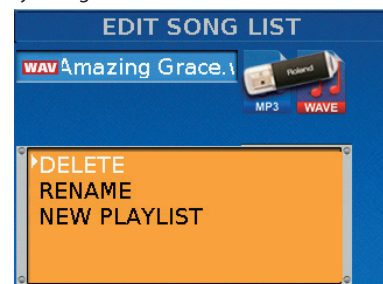 EDIT SONG LIST
WAV Amazing Grace.
Roland
MP3 WAVE
DELETE
RENAME
NEW PLAYLIST